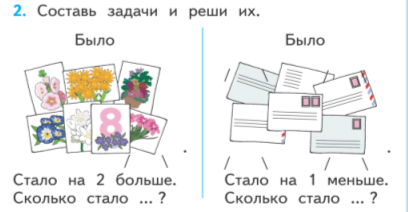 2. Составь задачи и реши их.
Было
8
.
Стало на 2 больше.
Сколько стало ... ?
Было
.
Стало на 1 меньше.
Сколько стало ... ?